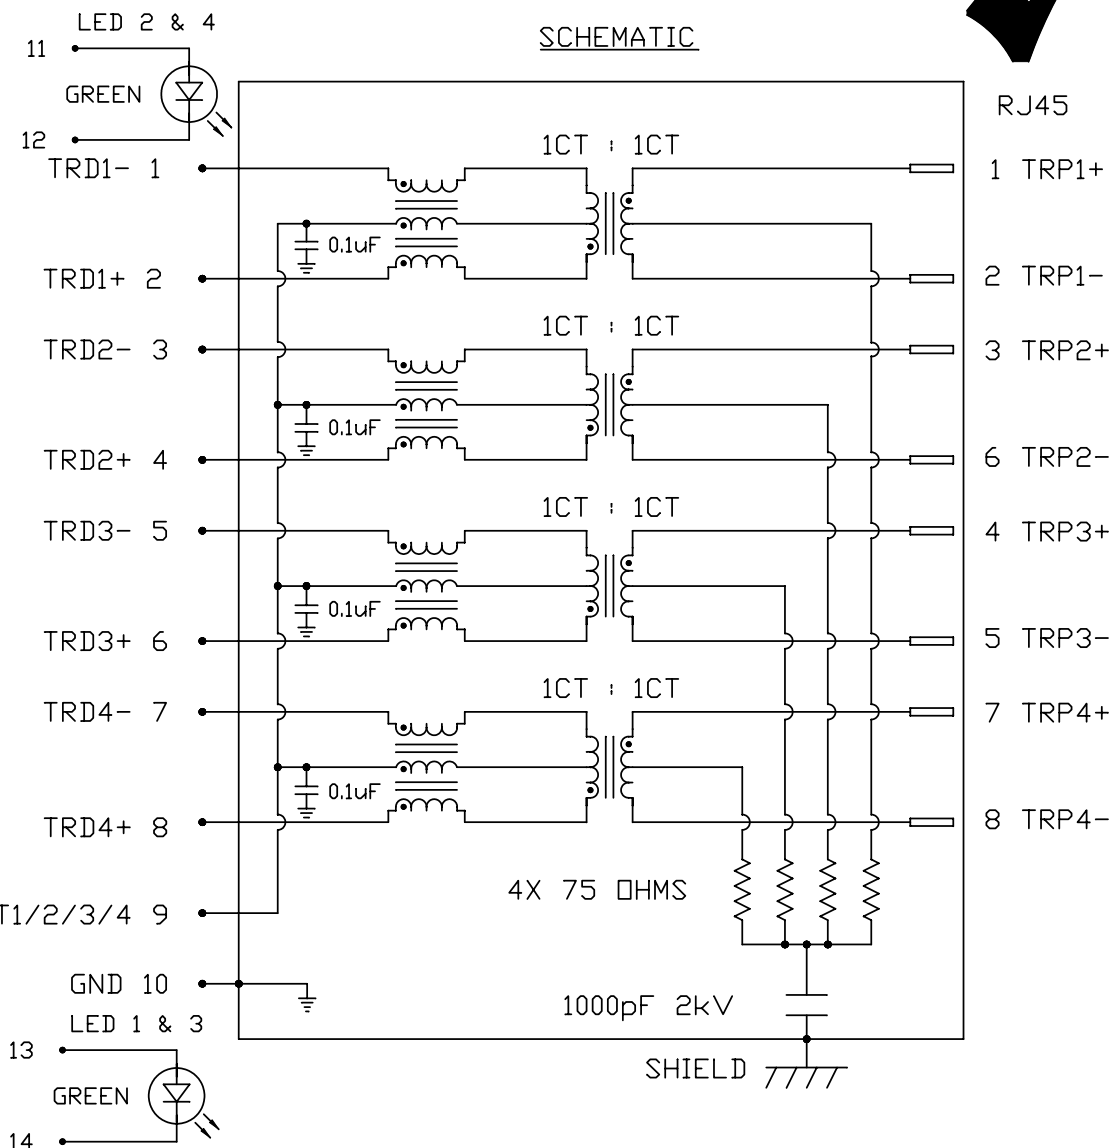 LED 2 & 4
SCHEMATIC
11
GREEN
12
RJ45
1CT : 1CT
TRD1- 1
1 TRP1+
0.1uF
TRD1+ 2
2 TRP1-
1CT : 1CT
TRD2- 3
3 TRP2+
0.1uF
TRD2+ 4
6 TRP2-
1CT : 1CT
TRD3- 5
4 TRP3+
0.1uF
TRD3+ 6
5 TRP3-
1CT : 1CT
TRD4- 7
7 TRP4+
0.1uF
TRD4+ 8
8 TRP4-
4X 75 OHMS
T1/2/3/4 9
GND 10
1000pF 2kV
LED 1 & 3
13
SHIELD
GREEN
14